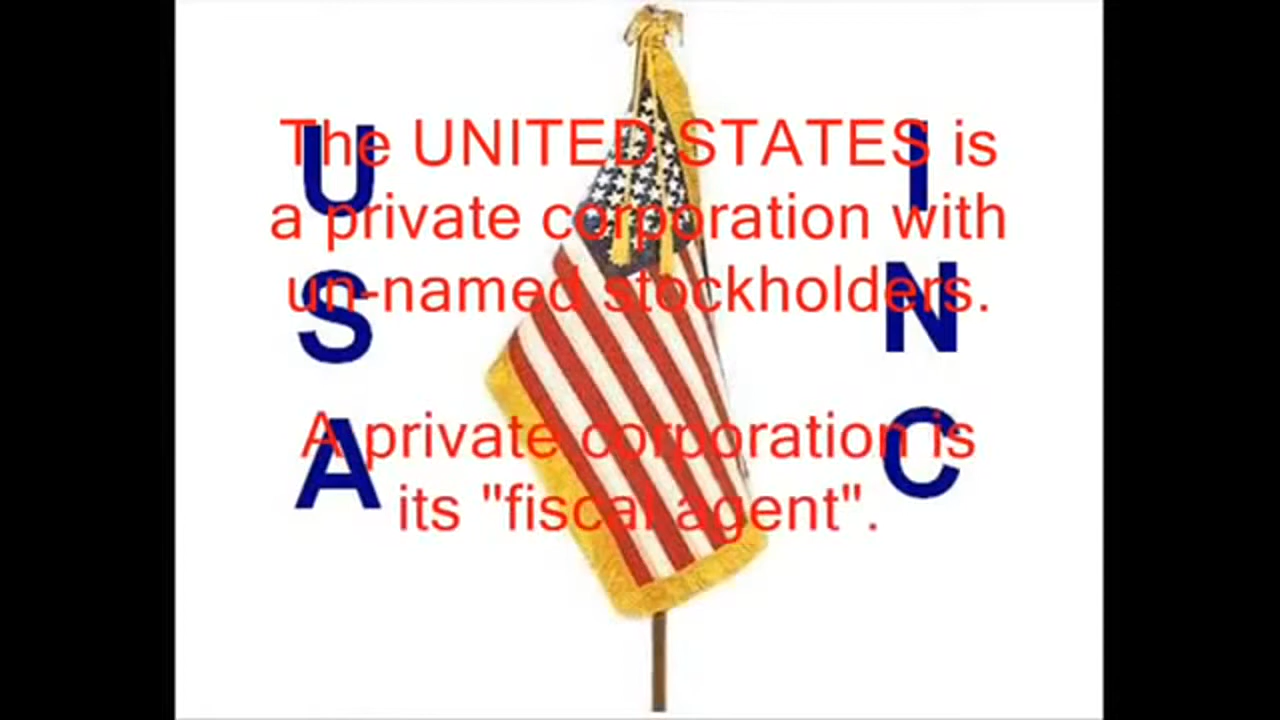 The UNITED STATES is
a private corporation with
un-named stockholders.
A private corporation is
its "fiscal agent".
U
S
A
I
N
C